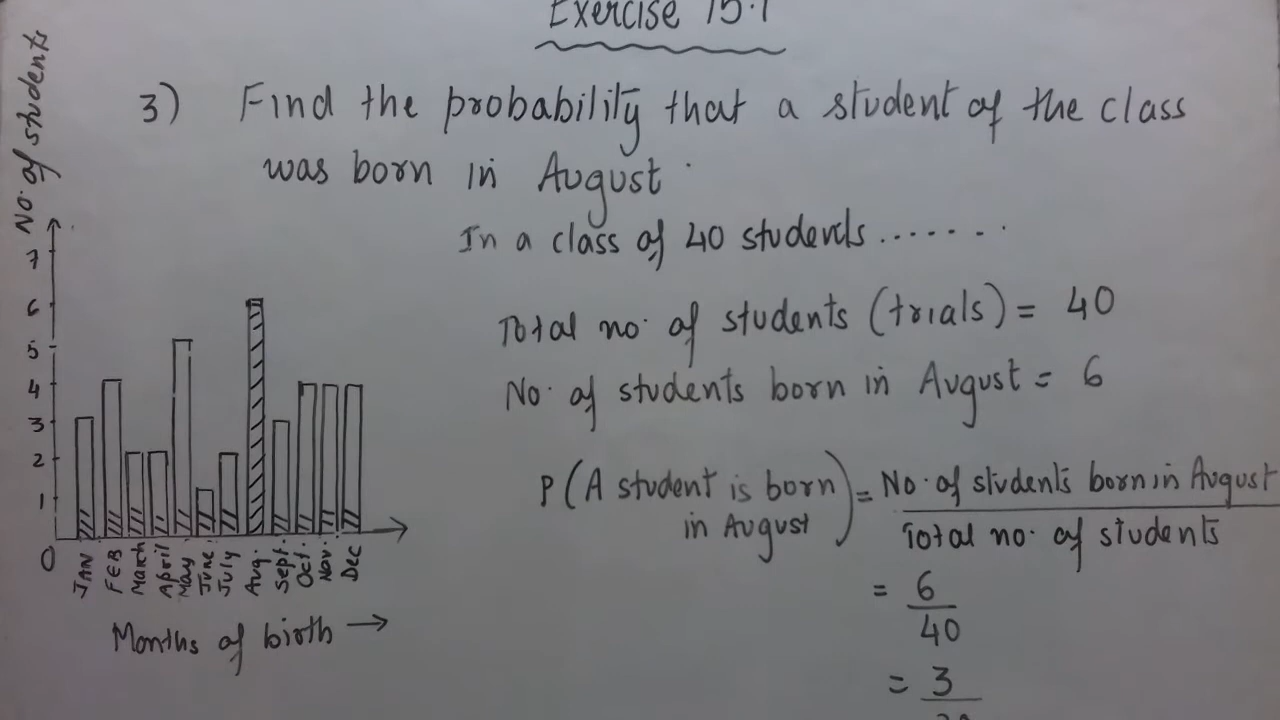 Exercise 15.1
3) Find the probability that a student of the class
was born in August.
In a class of 40 students.......
Total no. of students (trials) = 40
No. of students born in August = 6
P(A student is born in August) = No. of students born in August / Total no. of students
= 6/40
= 3/20
No. of students
7
6
5
4
3
2
1
0
JAN FEB March April May June July Aug. Sept. Oct. Nov. Dec
Months of birth →